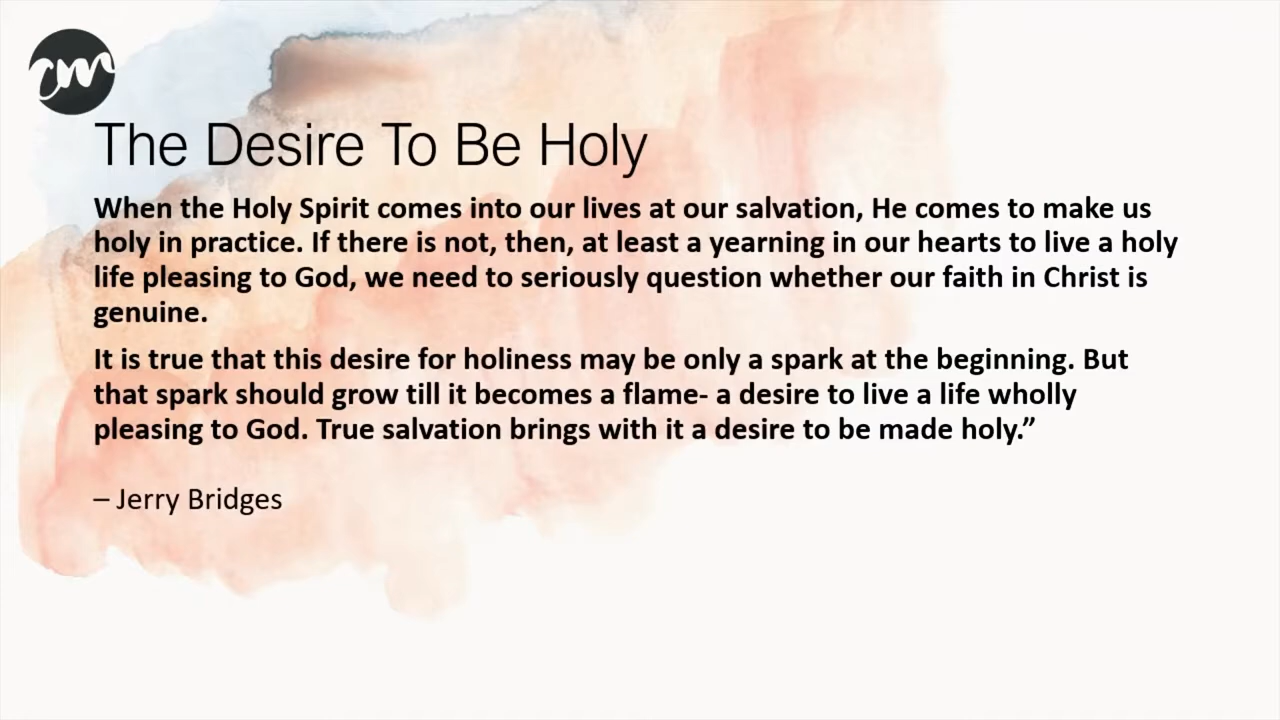 cm
The Desire To Be Holy
When the Holy Spirit comes into our lives at our salvation, He comes to make us
holy in practice. If there is not, then, at least a yearning in our hearts to live a holy
life pleasing to God, we need to seriously question whether our faith in Christ is
genuine.
It is true that this desire for holiness may be only a spark at the beginning. But
that spark should grow till it becomes a flame- a desire to live a life wholly
pleasing to God. True salvation brings with it a desire to be made holy.”
– Jerry Bridges